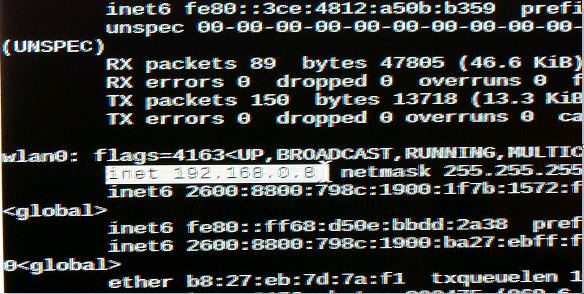 inet6 fe80::3ce:4812:a50b:b359 prefi
unspec 00-00-00-00-00-00-00-00-00-00-
(UNSPEC)
RX packets 89 bytes 47805 (46.6 KiB)
RX errors 0 dropped 0 overruns 0 f
TX packets 150 bytes 13718 (13.3 KiB
TX errors 0 dropped 0 overruns 0 ca
wlan0: flags=4163<UP,BROADCAST,RUNNING,MULTIC
inet 192.168.0.8 netmask 255.255.255
inet6 2600:8800:798c:1900:1f7b:1572:f
<global>
inet6 fe80::ff68:d50e:bbdd:2a38 pref
inet6 2600:8800:798c:1900:ba27:ebff:f
0<global>
ether b8:27:eb:7d:7a:f1 txqueuelen 1